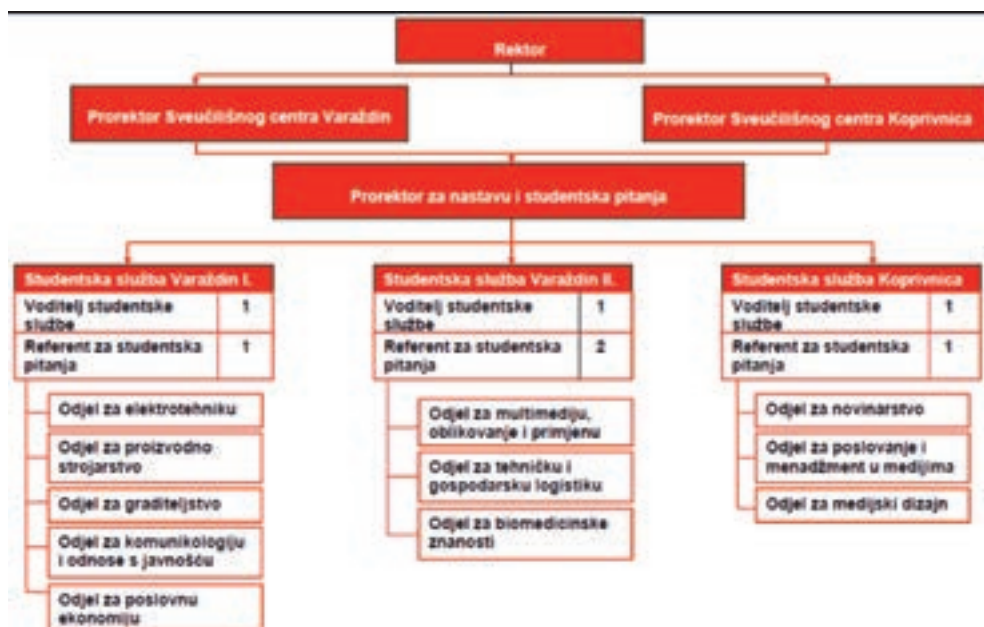 Rektor
Prorektor Sveučilišnog centra Varaždin
Prorektor Sveučilišnog centra Koprivnica
Prorektor za nastavu i studentska pitanja
Studentska služba Varaždin I.
Voditelj studentske 1
službe
Referent za studentska 1
pitanja
Odjel za elektrotehniku
Odjel za proizvodno
strojarstvo
Odjel za graditeljstvo
Odjel za komunikologiju
i odnose s javnošću
Odjel za poslovnu
ekonomiju
Studentska služba Varaždin II.
Voditelj studentske 1
službe
Referent za studentska 2
pitanja
Odjel za multimediju,
oblikovanje i primjenu
Odjel za tehničku i
gospodarsku logistiku
Odjel za biomedicinske
znanosti
Studentska služba Koprivnica
Voditelj studentske 1
službe
Referent za studentska 1
pitanja
Odjel za novinarstvo
Odjel za poslovanje i
menadžment u medijima
Odjel za medijski dizajn